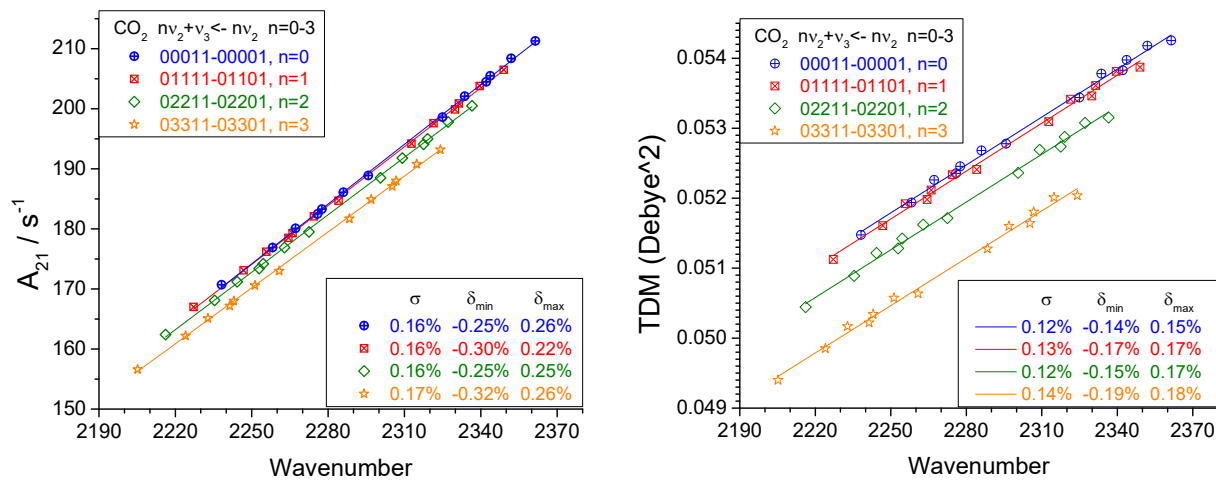 CO2 nν2+ν3<- nν2 n=0-3
00011-00001, n=0
01111-01101, n=1
02211-02201, n=2
03311-03301, n=3
210
200
190
180
170
160
150
A21 / s-1
σ δmin δmax
0.16% -0.25% 0.26%
0.16% -0.30% 0.22%
0.16% -0.25% 0.25%
0.17% -0.32% 0.26%
2190 2220 2250 2280 2310 2340 2370
Wavenumber
CO2 nν2+ν3<- nν2 n=0-3
00011-00001, n=0
01111-01101, n=1
02211-02201, n=2
03311-03301, n=3
0.054
0.053
0.052
0.051
0.050
0.049
TDM (Debye^2)
σ δmin δmax
0.12% -0.14% 0.15%
0.13% -0.17% 0.17%
0.12% -0.15% 0.17%
0.14% -0.19% 0.18%
2190 2220 2250 2280 2310 2340 2370
Wavenumber